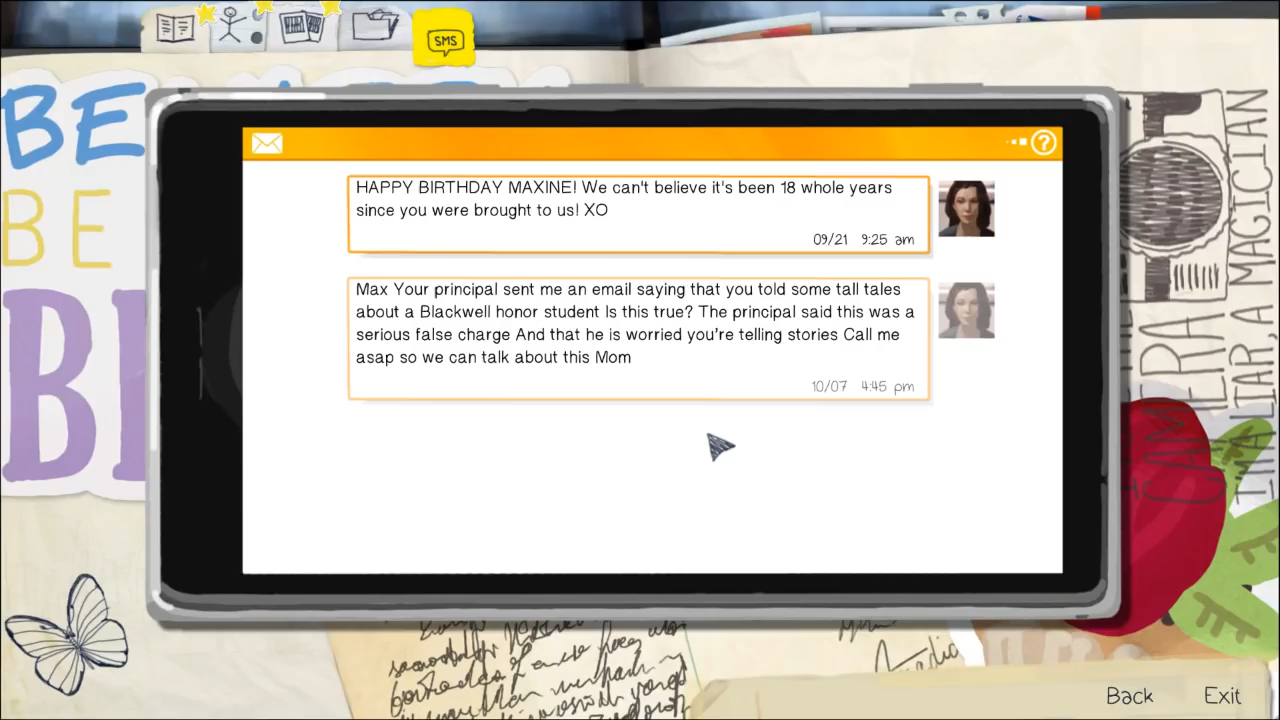 SMS
HAPPY BIRTHDAY MAXINE! We can't believe it's been 18 whole years
since you were brought to us! XO
09/21 9:25 am
Max Your principal sent me an email saying that you told some tall tales
about a Blackwell honor student Is this true? The principal said this was a
serious false charge And that he is worried you're telling stories Call me
asap so we can talk about this Mom
10/07 4:45 pm
BE
BE
CAMERA
I'M A LIAR, A MAGICIAN
Back Exit